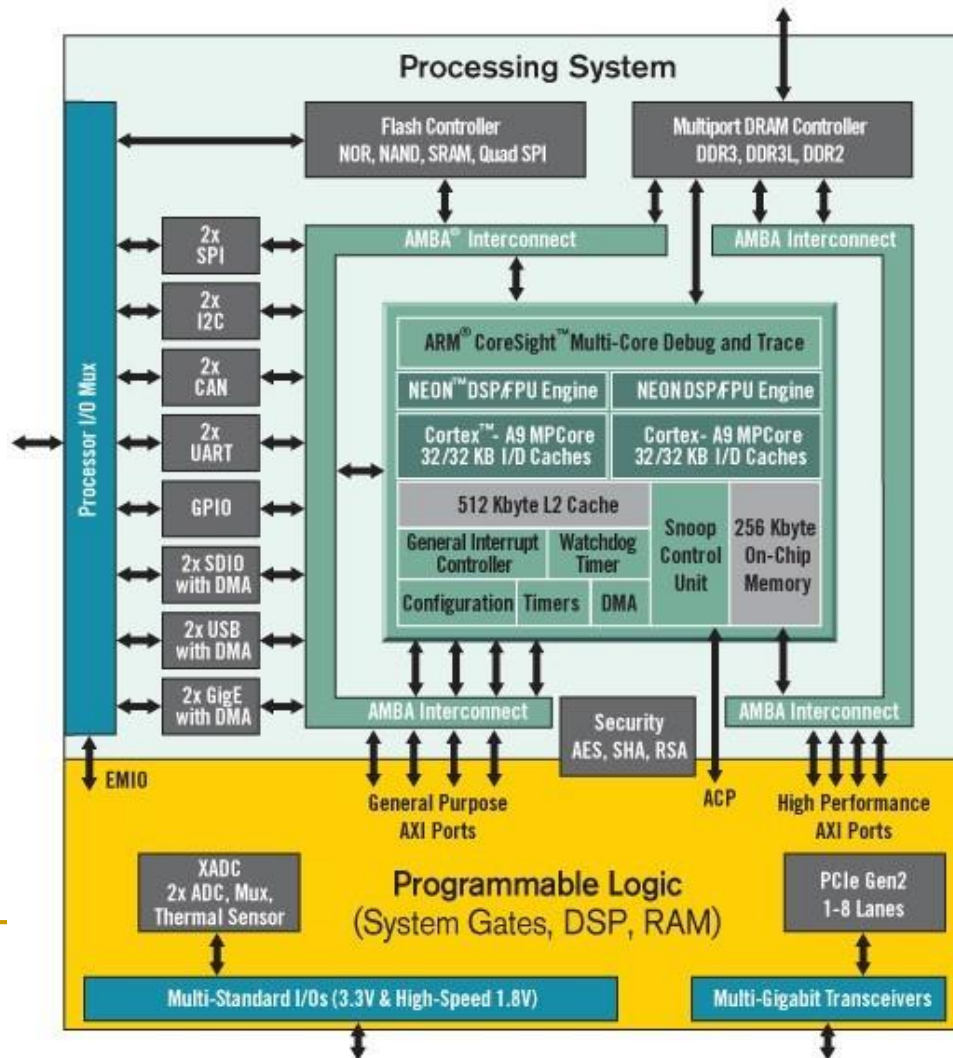 Processing System
Flash Controller
NOR, NAND, SRAM, Quad SPI
Multiport DRAM Controller
DDR3, DDR3L, DDR2
AMBA® Interconnect
AMBA Interconnect
Processor I/O Mux
2x
SPI
2x
I2C
2x
CAN
2x
UART
GPIO
2x SDIO
with DMA
2x USB
with DMA
2x GigE
with DMA
ARM® CoreSight™ Multi-Core Debug and Trace
NEON™ DSP/FPU Engine
NEON DSP/FPU Engine
Cortex™- A9 MPCore
32/32 KB I/D Caches
Cortex- A9 MPCore
32/32 KB I/D Caches
512 Kbyte L2 Cache
General Interrupt
Controller
Watchdog
Timer
Configuration
Timers
DMA
Snoop
Control
Unit
256 Kbyte
On-Chip
Memory
AMBA Interconnect
Security
AES, SHA, RSA
AMBA Interconnect
EMIO
General Purpose
AXI Ports
ACP
High Performance
AXI Ports
XADC
2x ADC, Mux,
Thermal Sensor
Programmable Logic
(System Gates, DSP, RAM)
PCIe Gen2
1-8 Lanes
Multi-Standard I/Os (3.3V & High-Speed 1.8V)
Multi-Gigabit Transceivers